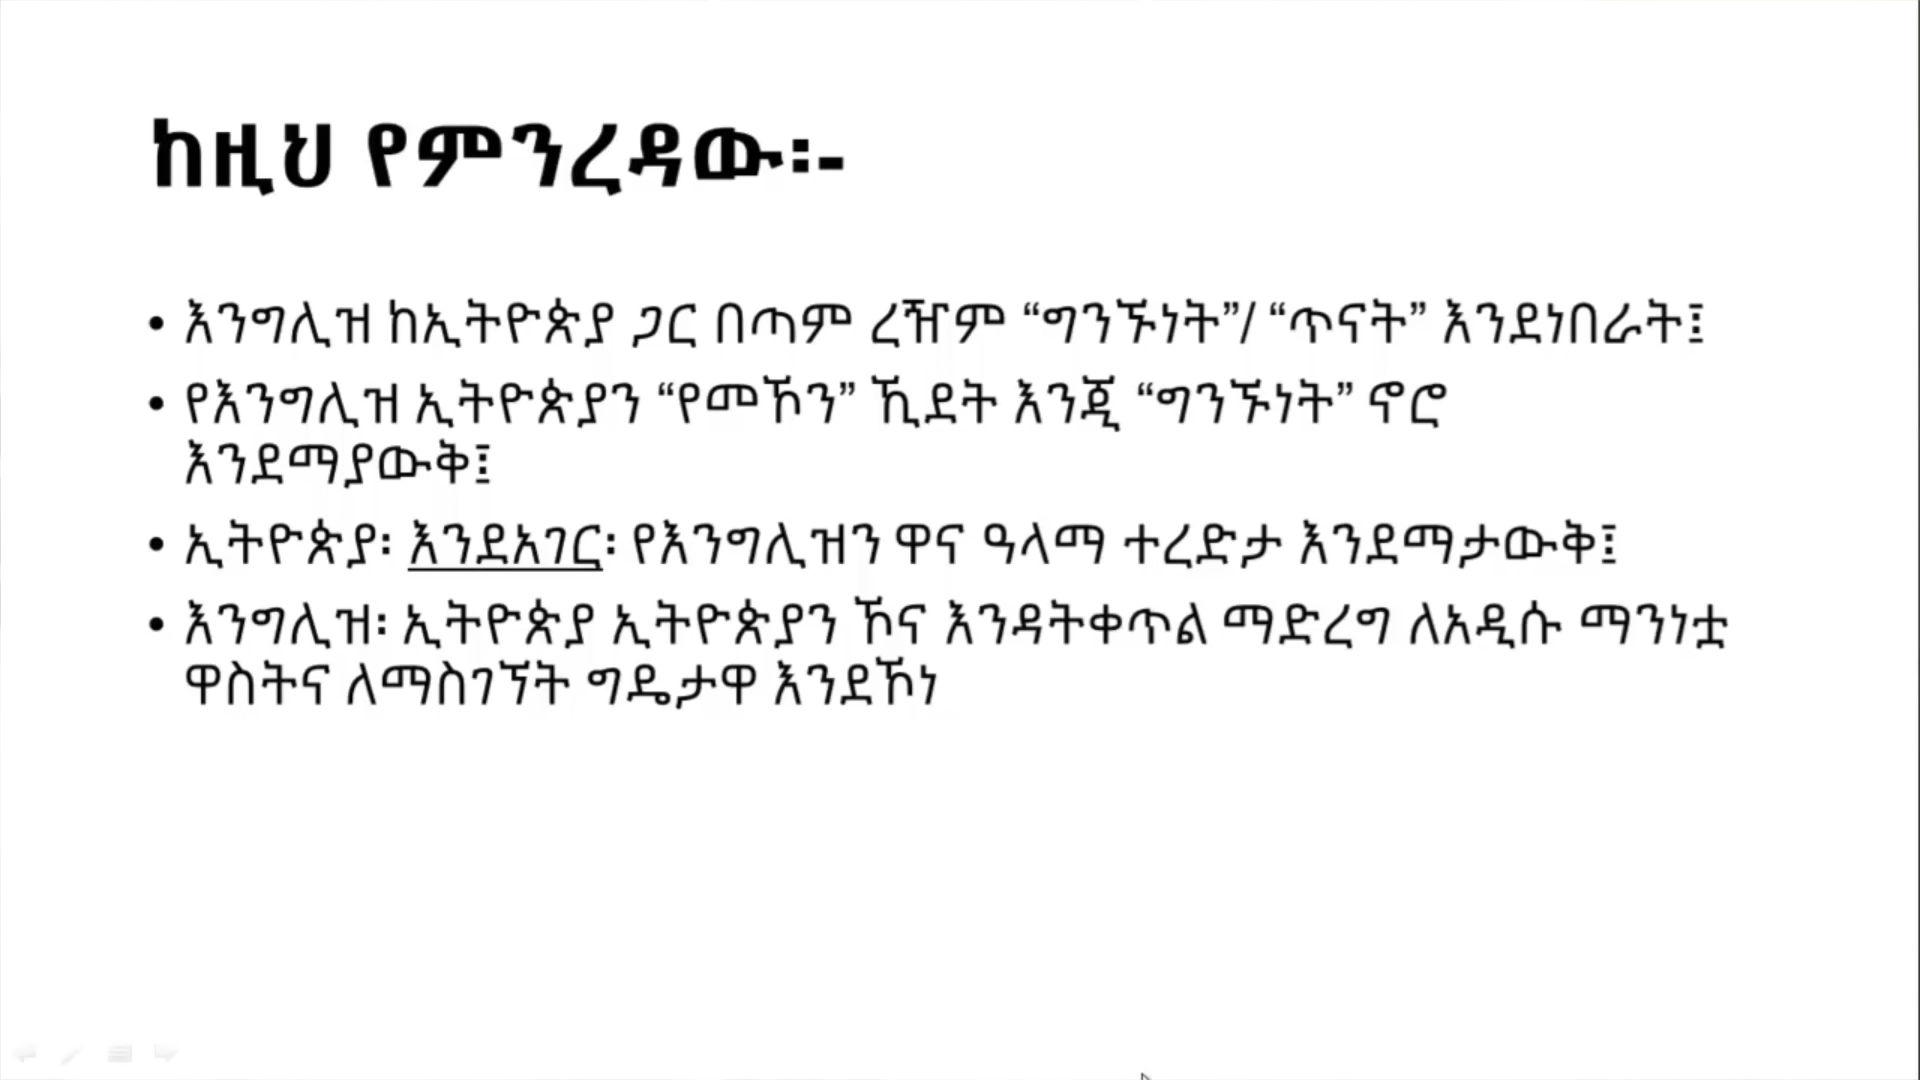 ከዚህ የምንረዳው፡-
• እንግሊዝ ከኢትዮጵያ ጋር በጣም ረዥም “ግንኙነት”/ “ጥናት” እንደነበራት፤
• የእንግሊዝ ኢትዮጵያን “የመኾን” ኺደት እንጂ “ግንኙነት” ኖሮ
እንደማያውቅ፤
• ኢትዮጵያ፡ እንደአገር፡ የእንግሊዝን ዋና ዓላማ ተረድታ እንደማታውቅ፤
• እንግሊዝ፡ ኢትዮጵያ ኢትዮጵያን ኾና እንዳትቀጥል ማድረግ ለአዲሱ ማንነቷ
ዋስትና ለማስገኘት ግዴታዋ እንደኾነ